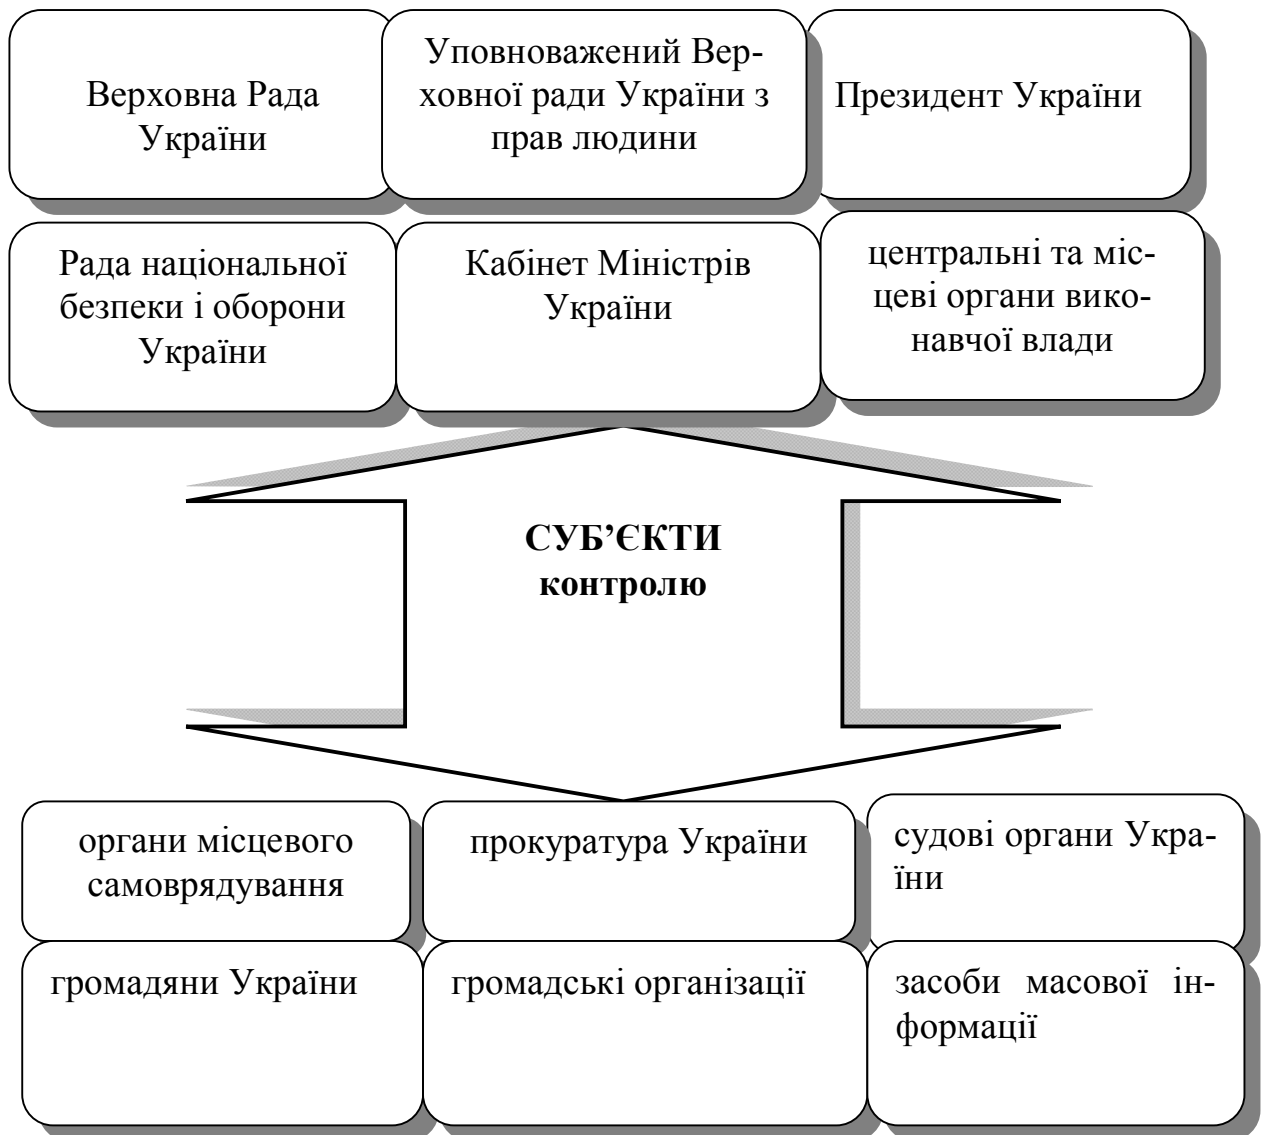 Верховна Рада
України
Уповноважений Вер-
ховної ради України з
прав людини
Президент України
Рада національної
безпеки і оборони
України
Кабінет Міністрів
України
центральні та міс-
цеві органи вико-
навчої влади
СУБ’ЄКТИ
контролю
органи місцевого
самоврядування
прокуратура України
судові органи Укра-
їни
громадяни України
громадські організації
засоби масової ін-
формації